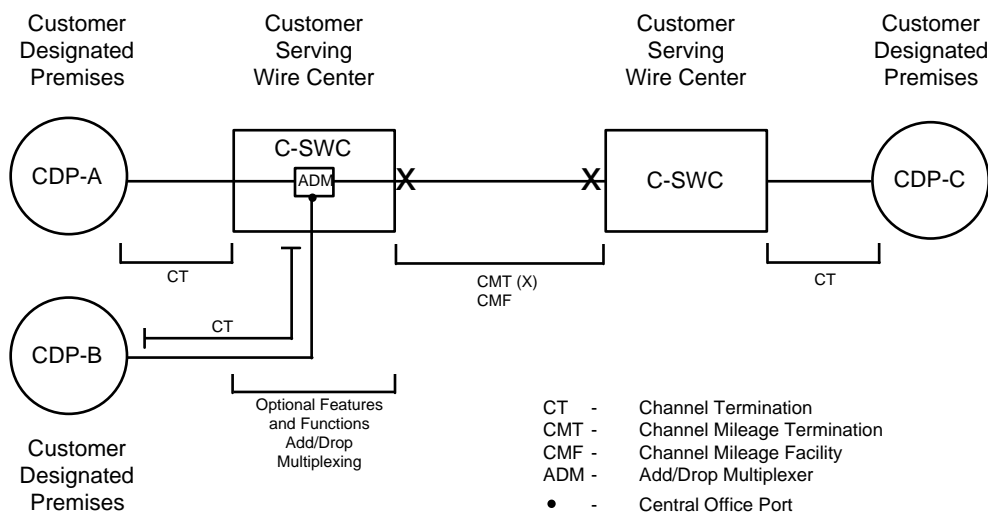 Customer
Designated
Premises
Customer
Serving
Wire Center
Customer
Serving
Wire Center
Customer
Designated
Premises
CDP-A
C-SWC
ADM
X
X
C-SWC
CDP-C
CT
CMT (X)
CMF
CT
CT
CDP-B
Optional Features
and Functions
Add/Drop
Multiplexing
Customer
Designated
Premises
CT - Channel Termination
CMT - Channel Mileage Termination
CMF - Channel Mileage Facility
ADM - Add/Drop Multiplexer
• - Central Office Port